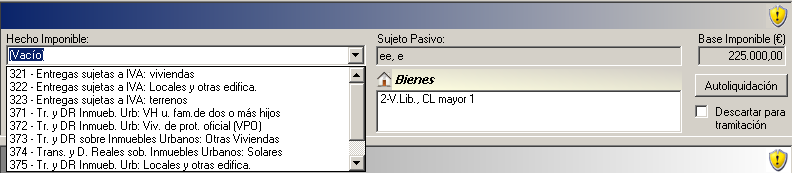 Hecho Imponible:
Sujeto Pasivo:
Base Imponible (€)
(Vacío)
ee, e
225.000,00
321 - Entregas sujetas a IVA: viviendas
322 - Entregas sujetas a IVA: Locales y otras edifica.
323 - Entregas sujetas a IVA: terrenos
371 - Tr. y DR Inmueb. Urb: VH u. fam.de dos o más hijos
372 - Tr. y DR Inmueb. Urb: Viv. de prot. oficial (VPO)
373 - Tr. y DR sobre Inmuebles Urbanos: Otras Viviendas
374 - Trans. y D. Reales sob. Inmuebles Urbanos: Solares
375 - Tr. y DR Inmueb. Urb: Locales y otras edifica.
Bienes
2-V.Lib., CL mayor 1
Autoliquidación
Descartar para
tramitación